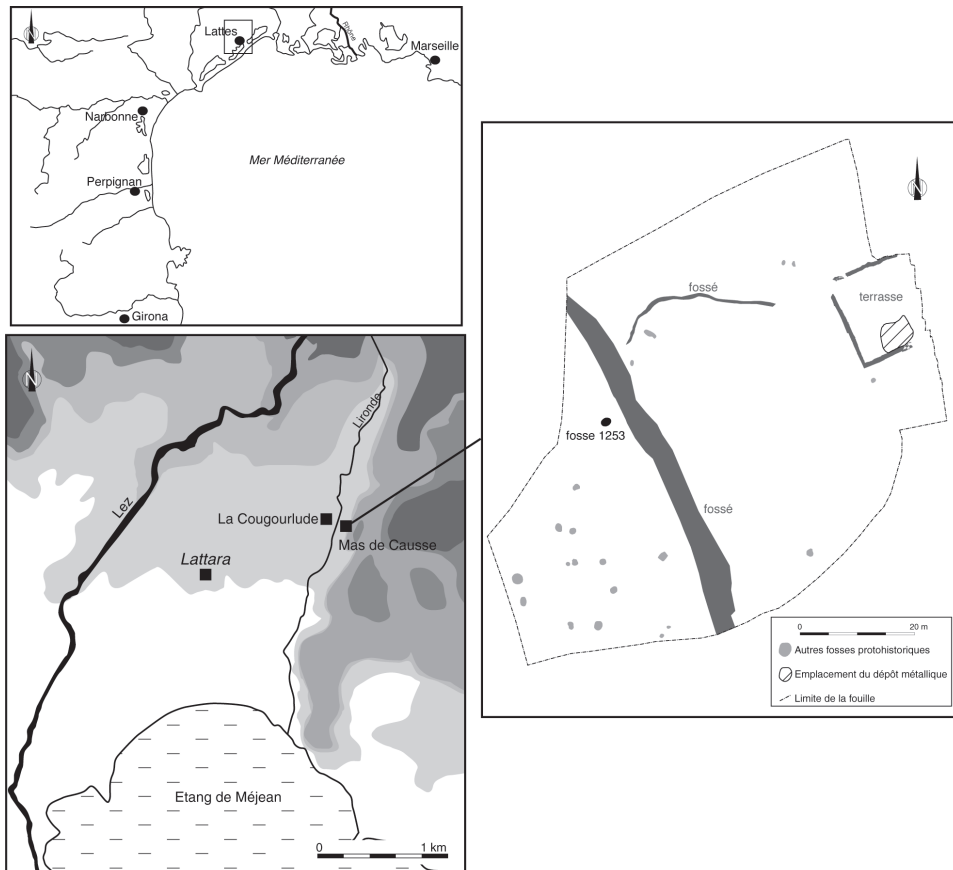 N
Lattes
Rhône
Marseille
Narbonne
Mer Méditerranée
Perpignan
Girona
N
Lironde
Lez
La Cougourlude
Mas de Causse
Lattara
Etang de Méjean
0 1 km
N
fossé
terrasse
fosse 1253
fossé
0 20 m
Autres fosses protohistoriques
Emplacement du dépôt métallique
Limite de la fouille